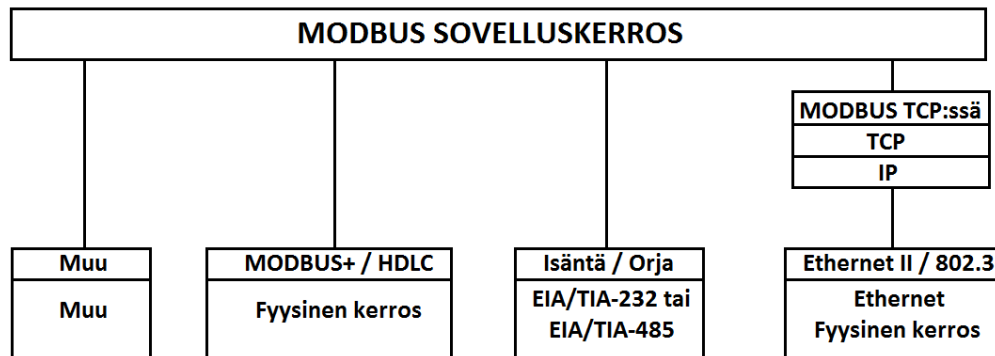 MODBUS SOVELLUSKERROS
MODBUS TCP:ssä
TCP
IP
Muu
Muu
MODBUS+ / HDLC
Fyysinen kerros
Isäntä / Orja
EIA/TIA-232 tai
EIA/TIA-485
Ethernet II / 802.3
Ethernet
Fyysinen kerros